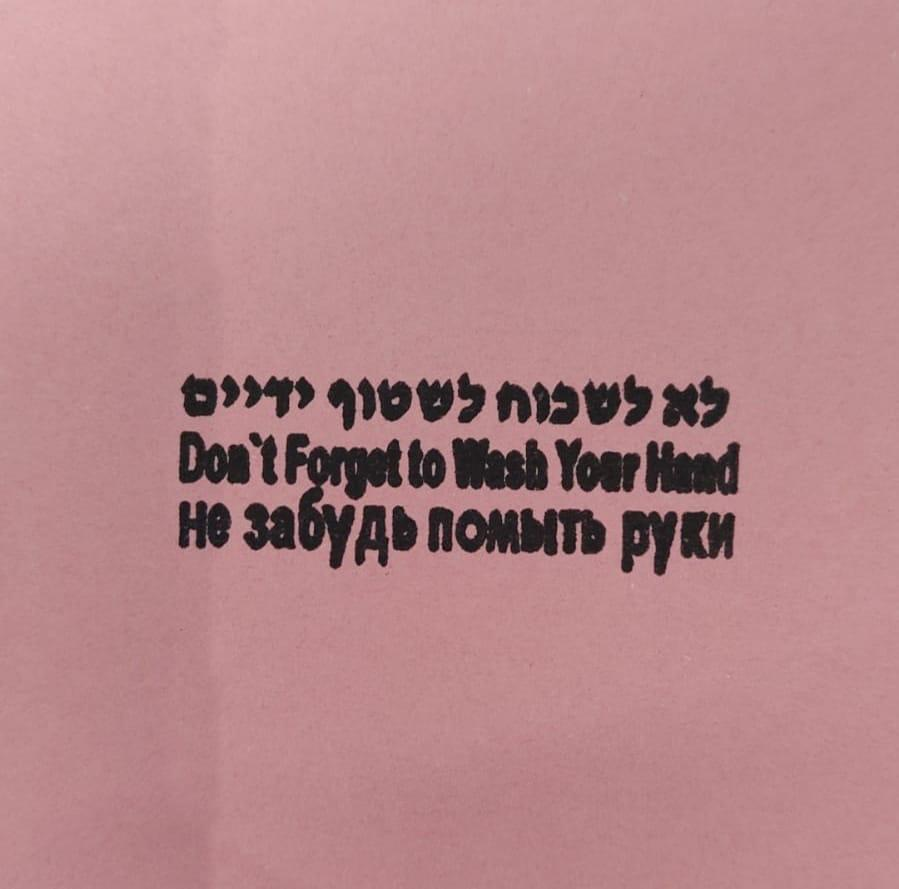 לא לשכוח לשטוף ידיים
Don`t Forget to Wash Your Hand
не забудь помыть руки